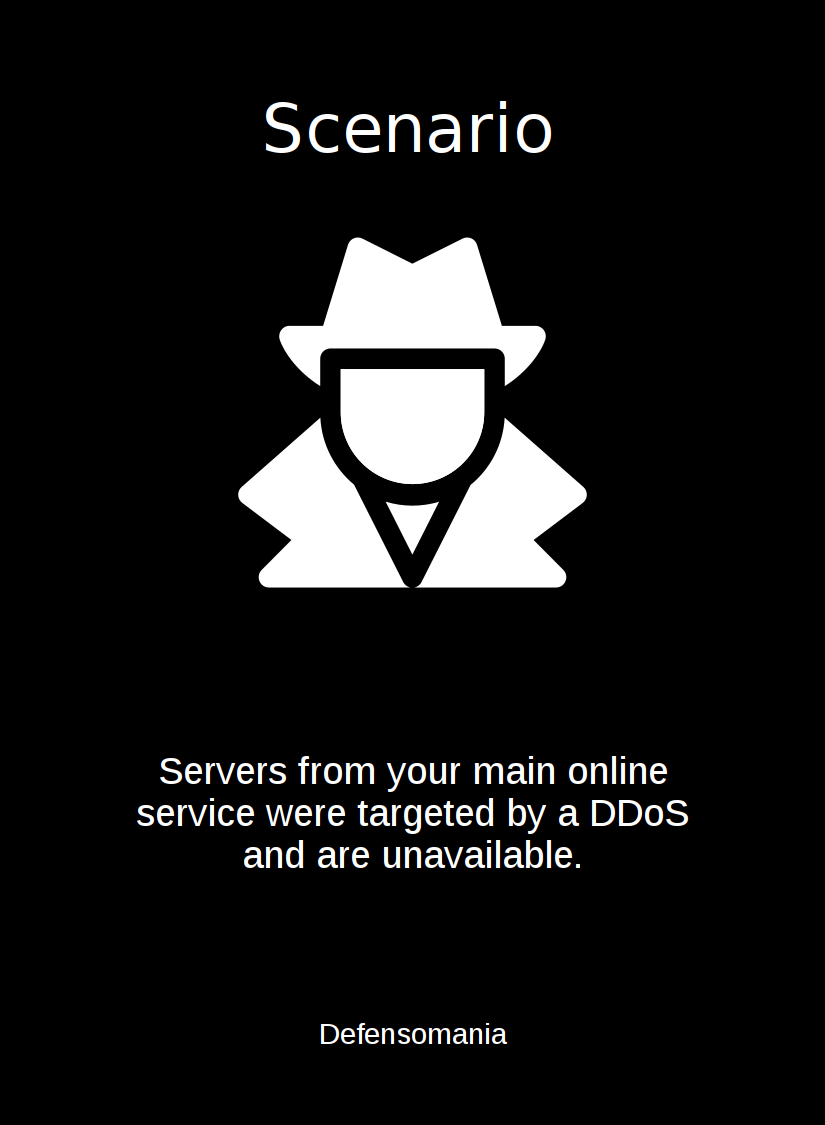 Scenario
Servers from your main online
service were targeted by a DDoS
and are unavailable.
Defensomania